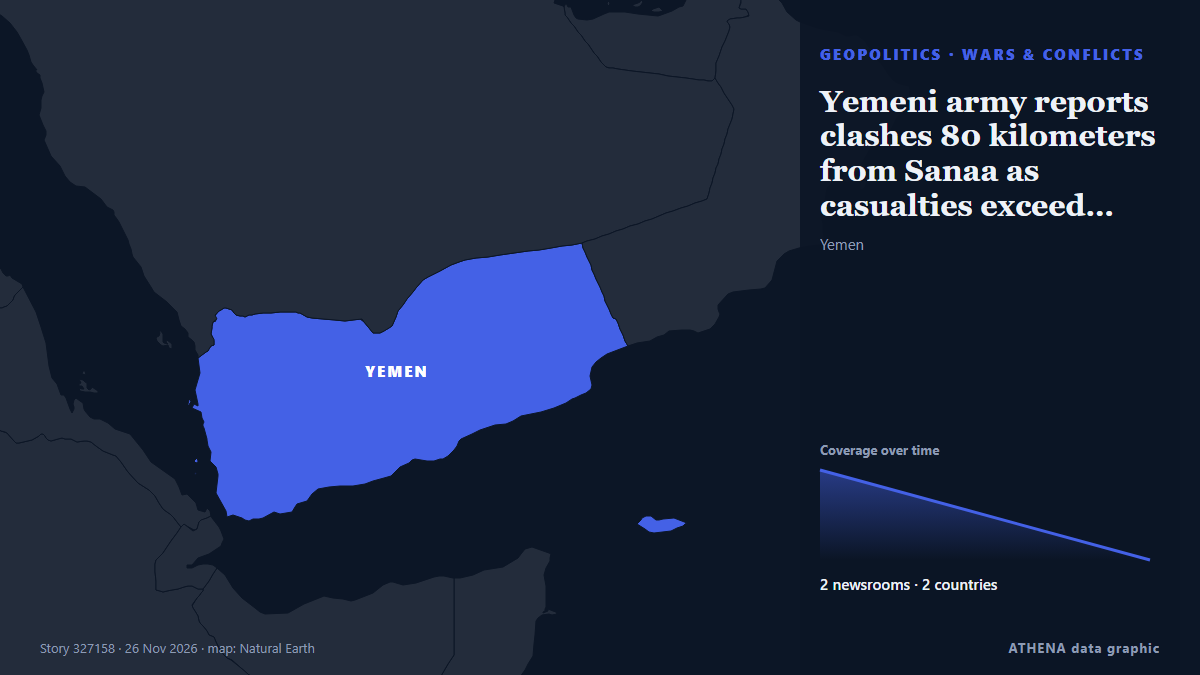 GEOPOLITICS · WARS & CONFLICTS
Yemeni army reports
clashes 80 kilometers
from Sanaa as
casualties exceed...
Yemen
YEMEN
Coverage over time
2 newsrooms · 2 countries
Story 327158 · 26 Nov 2026 · map: Natural Earth
ATHENA data graphic